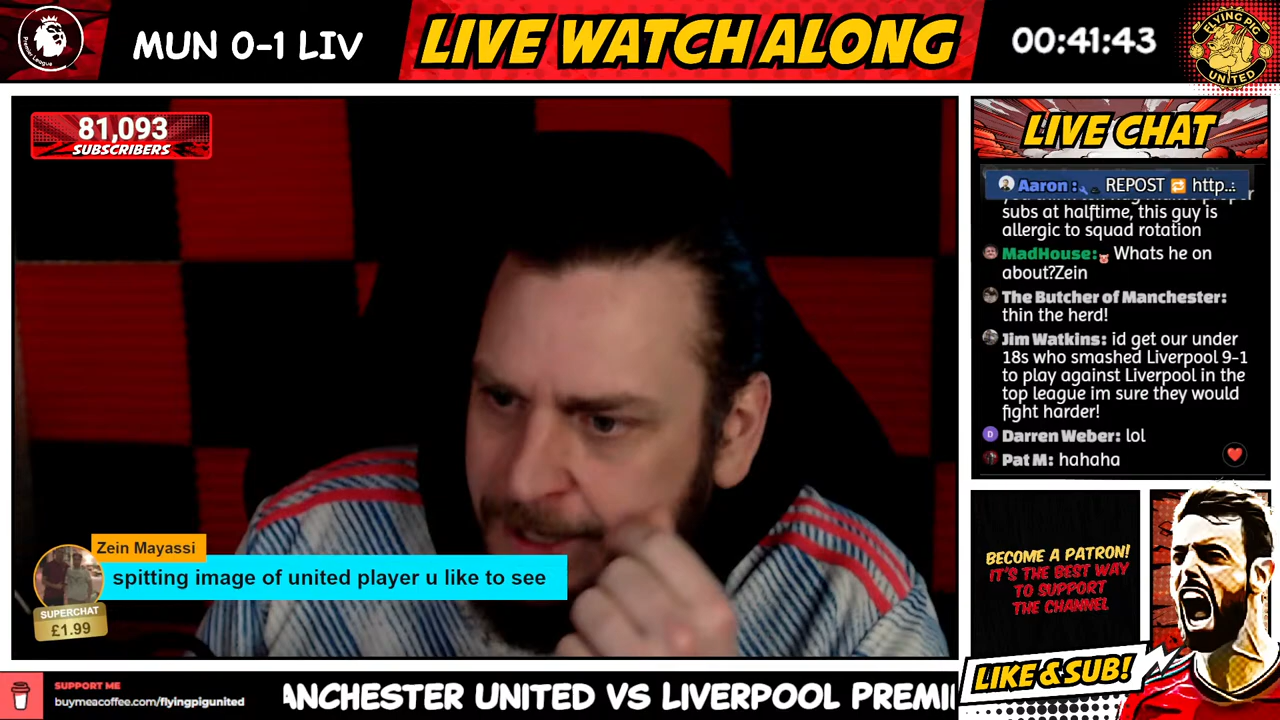 Premier League
MUN 0-1 LIV
LIVE WATCH ALONG
00:41:43
FLYING PIG
UNITED
81,093
SUBSCRIBERS
LIVE CHAT
Aaron : REPOST 🔁 http..:
subs at halftime, this guy is
allergic to squad rotation
MadHouse: Whats he on
about?Zein
The Butcher of Manchester:
thin the herd!
Jim Watkins: id get our under
18s who smashed Liverpool 9-1
to play against Liverpool in the
top league im sure they would
fight harder!
Darren Weber: lol
Pat M: hahaha
Zein Mayassi
spitting image of united player u like to see
SUPERCHAT
£1.99
BECOME A PATRON!
IT'S THE BEST WAY
TO SUPPORT
THE CHANNEL
LIKE & SUB!
SUPPORT ME
buymeacoffee.com/flyingpigunited
ANCHESTER UNITED VS LIVERPOOL PREMI